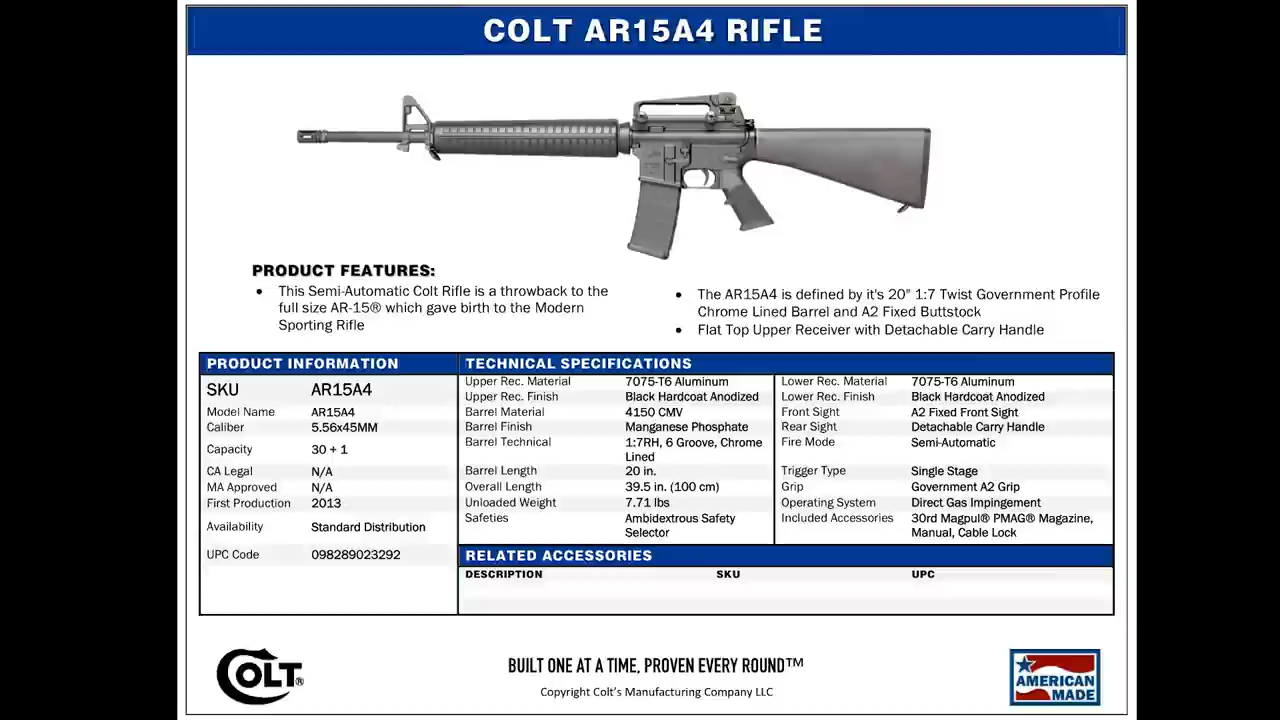 COLT AR15A4 RIFLE
PRODUCT FEATURES:
• This Semi-Automatic Colt Rifle is a throwback to the
full size AR-15® which gave birth to the Modern
Sporting Rifle
• The AR15A4 is defined by it's 20" 1:7 Twist Government Profile
Chrome Lined Barrel and A2 Fixed Buttstock
• Flat Top Upper Receiver with Detachable Carry Handle
PRODUCT INFORMATION
SKU AR15A4
Model Name AR15A4
Caliber 5.56x45MM
Capacity 30 + 1
CA Legal N/A
MA Approved N/A
First Production 2013
Availability Standard Distribution
UPC Code 098289023292
TECHNICAL SPECIFICATIONS
Upper Rec. Material 7075-T6 Aluminum
Upper Rec. Finish Black Hardcoat Anodized
Barrel Material 4150 CMV
Barrel Finish Manganese Phosphate
Barrel Technical 1:7RH, 6 Groove, Chrome
Lined
Barrel Length 20 in.
Overall Length 39.5 in. (100 cm)
Unloaded Weight 7.71 lbs
Safeties Ambidextrous Safety
Selector
Lower Rec. Material 7075-T6 Aluminum
Lower Rec. Finish Black Hardcoat Anodized
Front Sight A2 Fixed Front Sight
Rear Sight Detachable Carry Handle
Fire Mode Semi-Automatic
Trigger Type Single Stage
Grip Government A2 Grip
Operating System Direct Gas Impingement
Included Accessories 30rd Magpul® PMAG® Magazine,
Manual, Cable Lock
RELATED ACCESSORIES
DESCRIPTION SKU UPC
COLT®
BUILT ONE AT A TIME, PROVEN EVERY ROUND™
Copyright Colt's Manufacturing Company LLC
AMERICAN
MADE